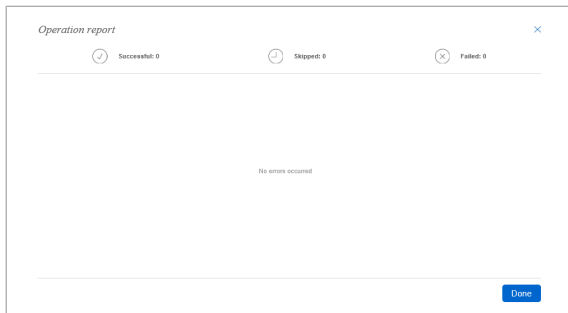 Operation report
Successful: 0
Skipped: 0
Failed: 0
No errors occurred
Done